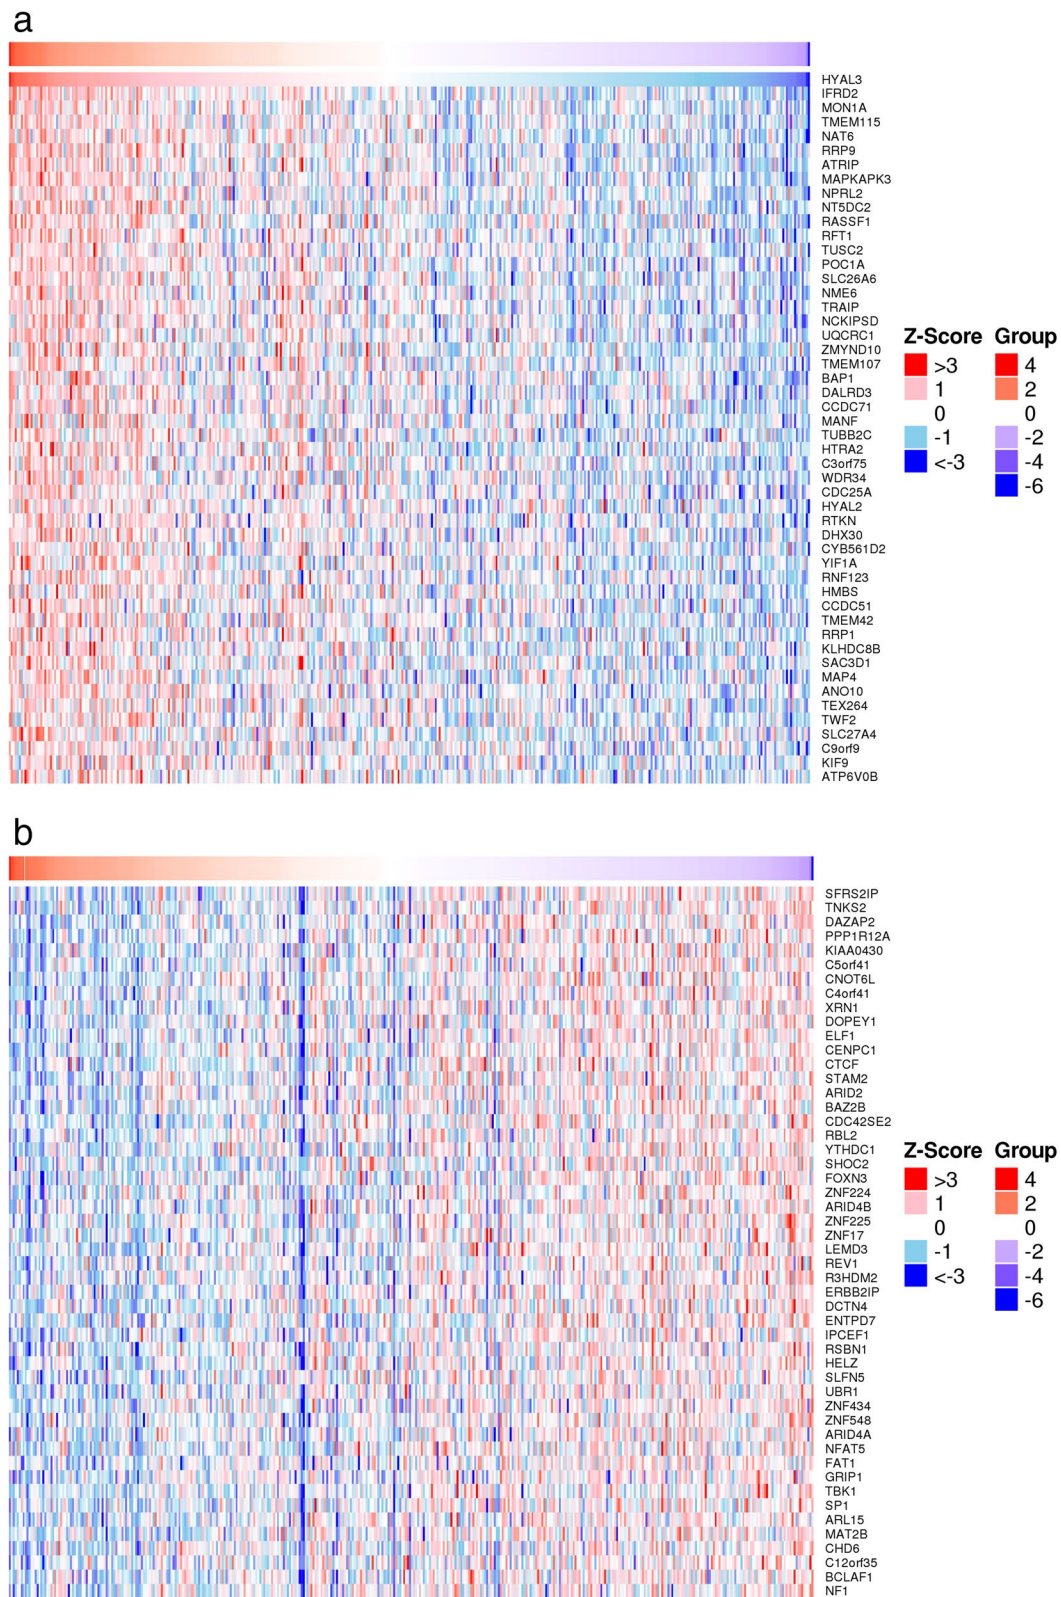 a
HYAL3
IFRD2
MON1A
TMEM115
NAT6
RRP9
ATRIP
MAPKAPK3
NPRL2
NT5DC2
RASSF1
RFT1
TUSC2
POC1A
SLC26A6
NME6
TRAIP
NCKIPSD
UQCRC1
ZMYND10
TMEM107
BAP1
DALRD3
CCDC71
MANF
TUBB2C
HTRA2
C3orf75
WDR34
CDC25A
HYAL2
RTKN
DHX30
CYB561D2
YIF1A
RNF123
HMBS
CCDC51
TMEM42
RRP1
KLHDC8B
SAC3D1
MAP4
ANO10
TEX264
TWF2
SLC27A4
C9orf9
KIF9
ATP6V0B
Z-Score Group
>3 4
1 2
0 0
-1 -2
<-3 -4
-6
b
SFRS2IP
TNKS2
DAZAP2
PPP1R12A
KIAA0430
C5orf41
CNOT6L
C4orf41
XRN1
DOPEY1
ELF1
CENPC1
CTCF
STAM2
ARID2
BAZ2B
CDC42SE2
RBL2
YTHDC1
SHOC2
FOXN3
ZNF224
ARID4B
ZNF225
ZNF17
LEMD3
REV1
R3HDM2
ERBB2IP
DCTN4
ENTPD7
IPCEF1
RSBN1
HELZ
SLFN5
UBR1
ZNF434
ZNF548
ARID4A
NFAT5
FAT1
GRIP1
TBK1
SP1
ARL15
MAT2B
CHD6
C12orf35
BCLAF1
NF1
Z-Score Group
>3 4
1 2
0 0
-1 -2
<-3 -4
-6